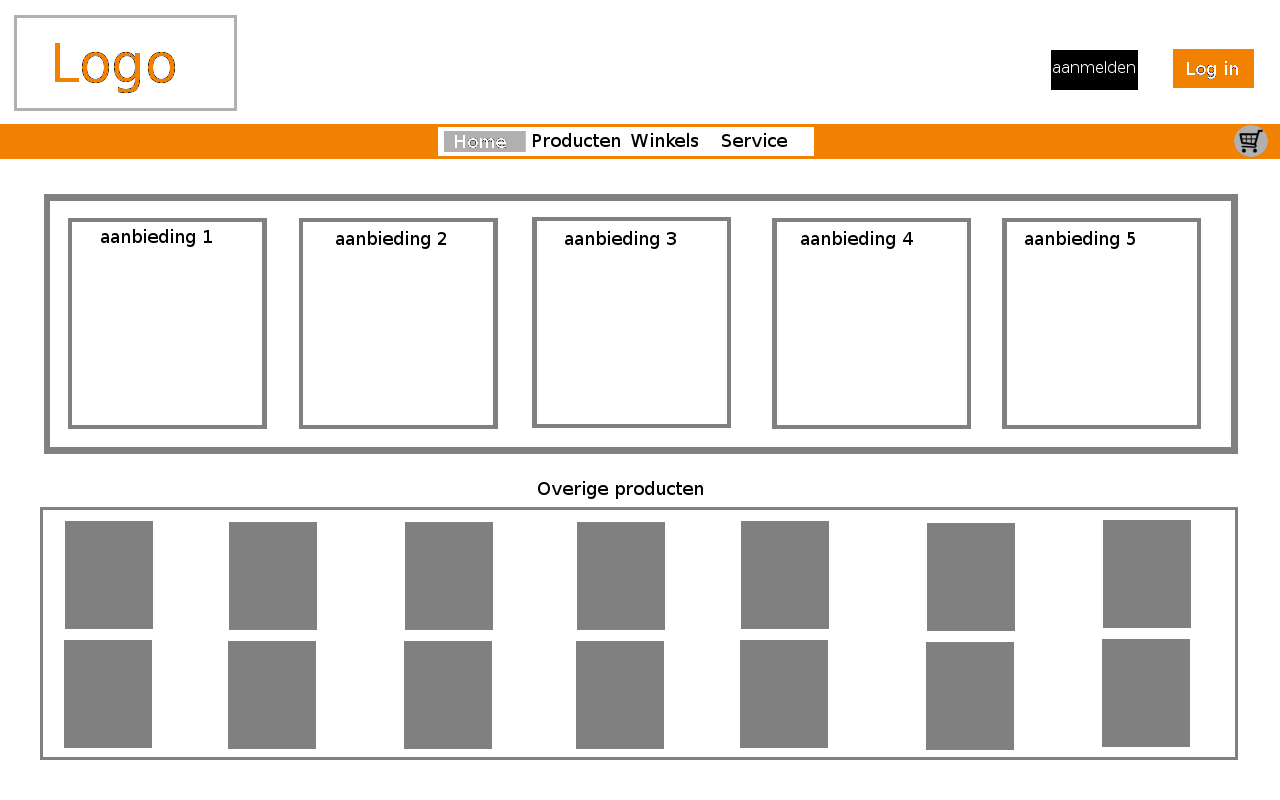 Logo
aanmelden
Log in
Home Producten Winkels Service
aanbieding 1
aanbieding 2
aanbieding 3
aanbieding 4
aanbieding 5
Overige producten